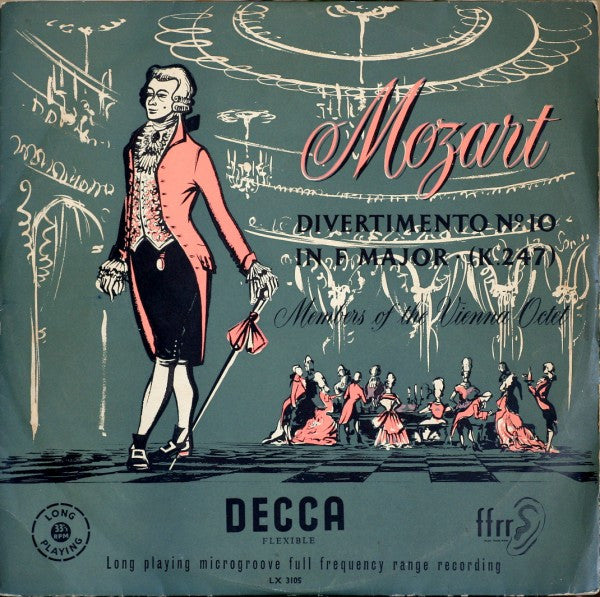 Mozart
DIVERTIMENTO Nº 10
IN F MAJOR · (K.247)
Members of the Vienna Octet
LONG
33⅓
RPM
PLAYING
DECCA
FLEXIBLE
ffrr
Long playing microgroove full frequency range recording
LX 3105